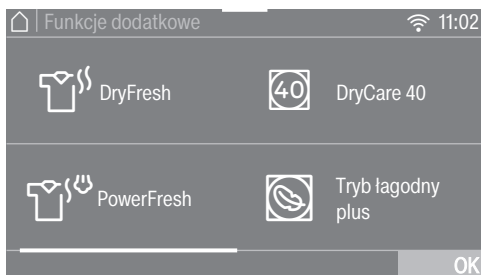 Funkcje dodatkowe
11:02
DryFresh
40
DryCare 40
PowerFresh
Tryb łagodny
plus
OK